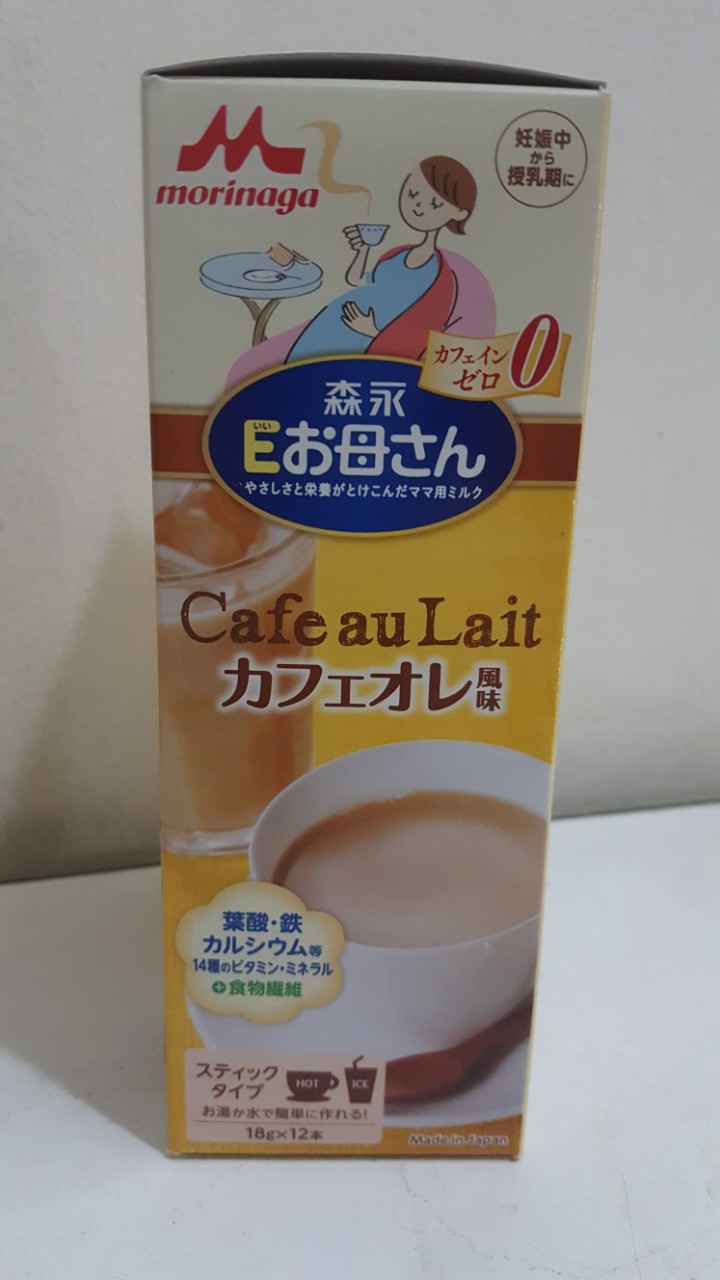 morinaga
妊娠中
から
授乳期に
カフェイン
ゼロ 0
森永
いい
Eお母さん
やさしさと栄養がとけこんだママ用ミルク
Cafe au Lait
カフェオレ風味
葉酸・鉄
カルシウム等
14種のビタミン・ミネラル
+食物繊維
スティック
タイプ
HOT
ICE
お湯か水で簡単に作れる!
18g×12本
Made in Japan